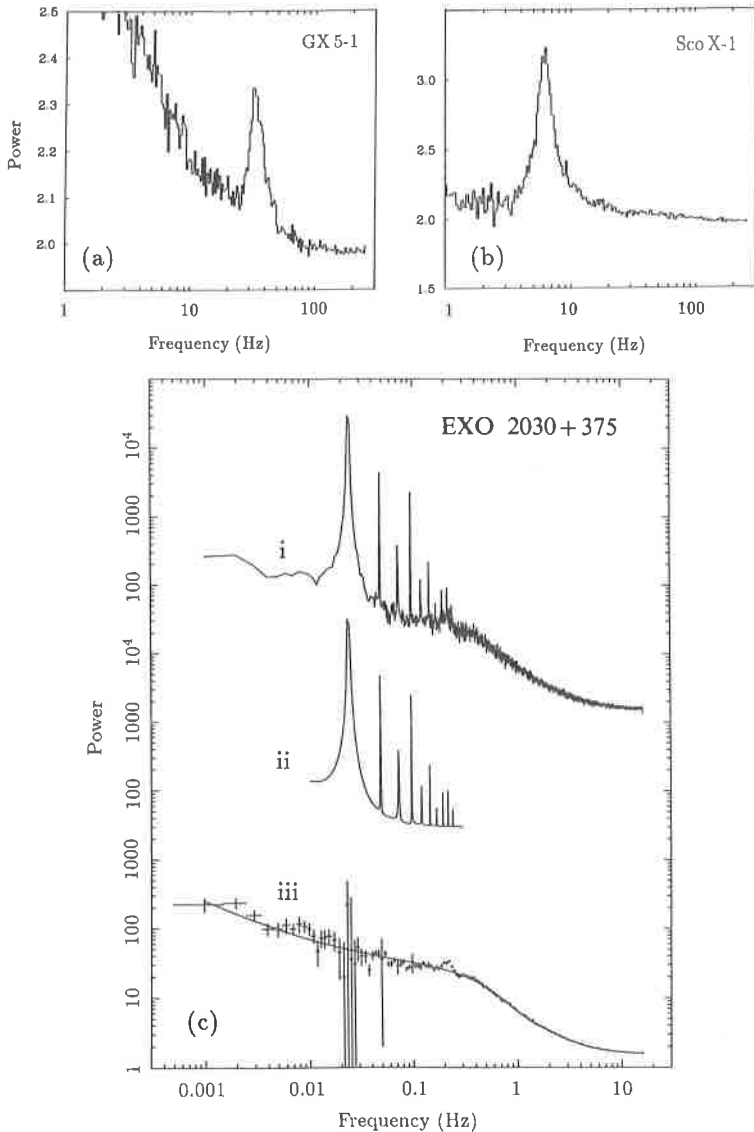 GX 5-1
2.6
2.5
2.4
2.3
2.2
2.1
2.0
Power
(a)
1 10 100
Frequency (Hz)
Sco X-1
3.0
2.5
2.0
1.5
(b)
1 10 100
Frequency (Hz)
EXO 2030+375
10⁴
1000
100
10⁴
1000
100
1000
100
10
1
Power
i
ii
iii
(c)
0.001 0.01 0.1 1 10
Frequency (Hz)